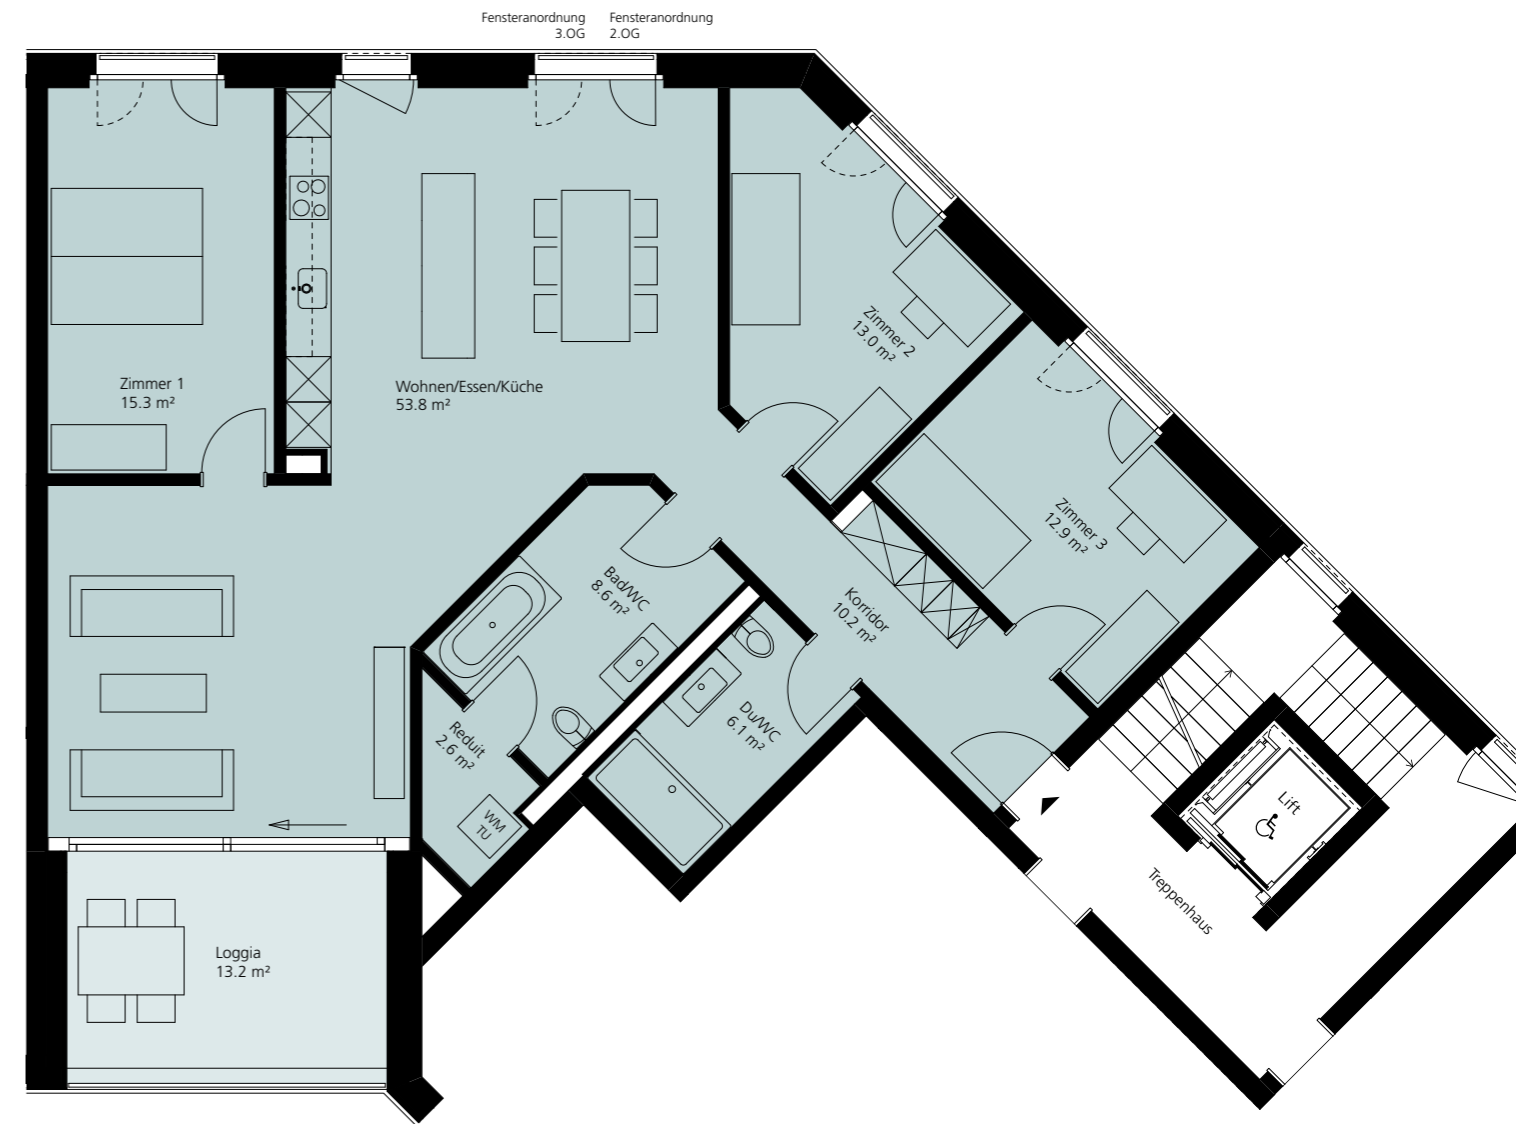 Fensteranordnung
3.OG
Fensteranordnung
2.OG
Zimmer 1
15.3 m²
Wohnen/Essen/Küche
53.8 m²
Zimmer 2
13.0 m²
Zimmer 3
12.9 m²
Bad/WC
8.6 m²
Korridor
10.2 m²
Du/WC
6.1 m²
Reduit
2.6 m²
WM
TU
Lift
Treppenhaus
Loggia
13.2 m²